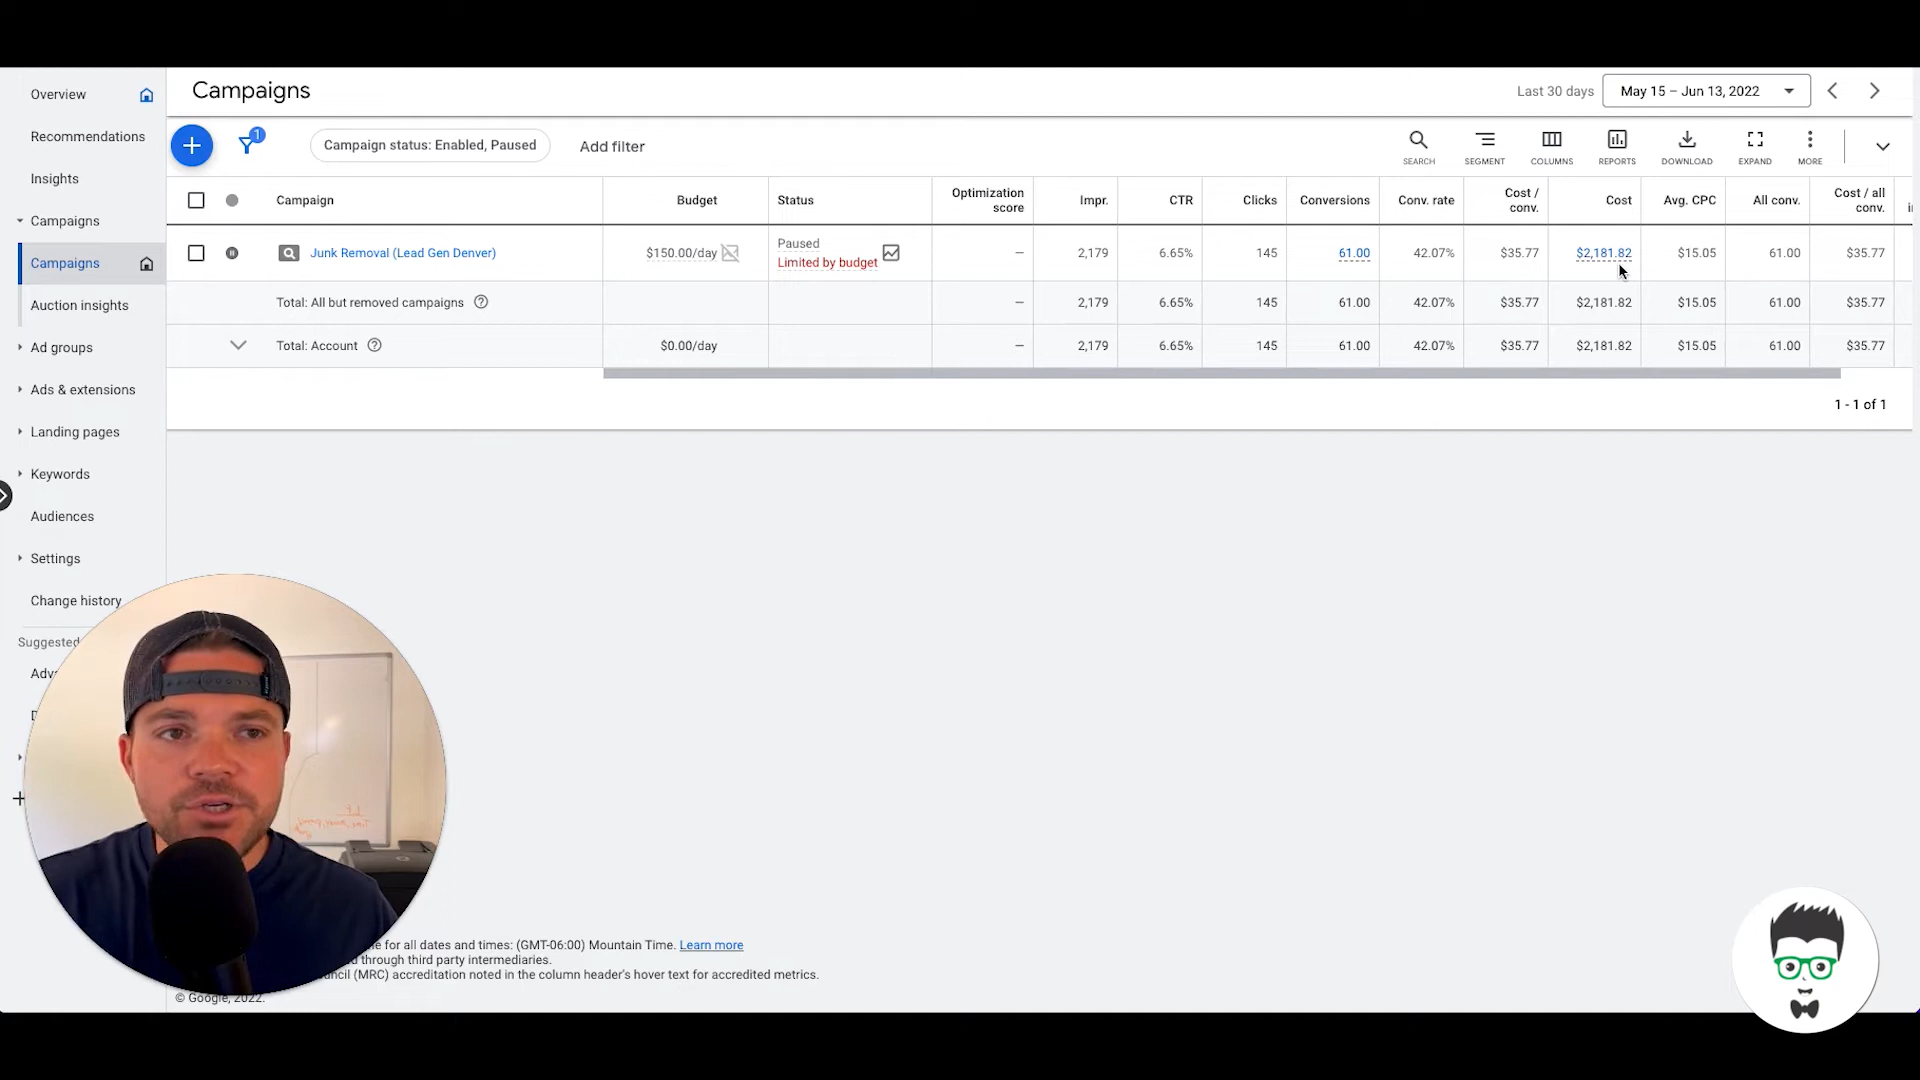 Overview
Recommendations
Insights
Campaigns
Campaigns
Auction insights
Ad groups
Ads & extensions
Landing pages
Keywords
Audiences
Settings
Change history
Suggested
Campaigns
Last 30 days May 15 – Jun 13, 2022
1
Campaign status: Enabled, Paused Add filter
SEARCH SEGMENT COLUMNS REPORTS DOWNLOAD EXPAND MORE
Campaign Budget Status Optimization score Impr. CTR Clicks Conversions Conv. rate Cost / conv. Cost Avg. CPC All conv. Cost / all conv.
Junk Removal (Lead Gen Denver) $150.00/day Paused Limited by budget — 2,179 6.65% 145 61.00 42.07% $35.77 $2,181.82 $15.05 61.00 $35.77
Total: All but removed campaigns — 2,179 6.65% 145 61.00 42.07% $35.77 $2,181.82 $15.05 61.00 $35.77
Total: Account $0.00/day — 2,179 6.65% 145 61.00 42.07% $35.77 $2,181.82 $15.05 61.00 $35.77
1 - 1 of 1
for all dates and times: (GMT-06:00) Mountain Time. Learn more
through third party intermediaries.
(MRC) accreditation noted in the column header's hover text for accredited metrics.
© Google, 2022.